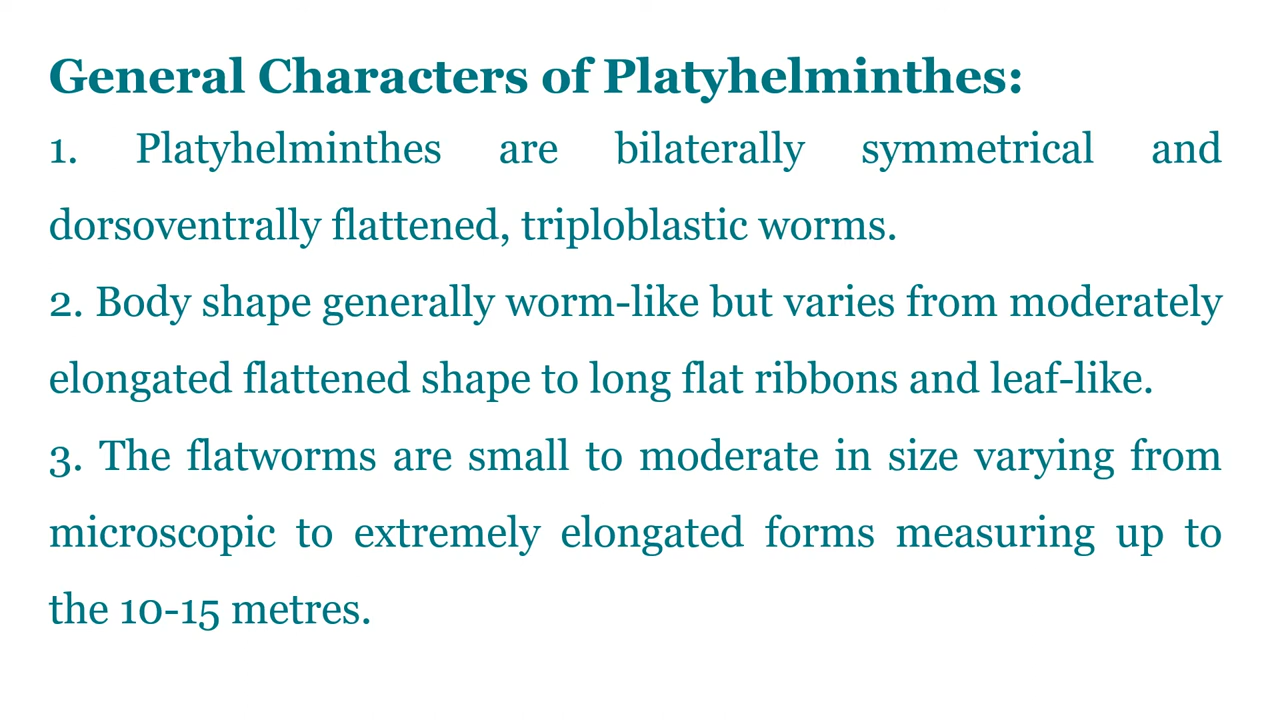 General Characters of Platyhelminthes:
1. Platyhelminthes are bilaterally symmetrical and
dorsoventrally flattened, triploblastic worms.
2. Body shape generally worm-like but varies from moderately
elongated flattened shape to long flat ribbons and leaf-like.
3. The flatworms are small to moderate in size varying from
microscopic to extremely elongated forms measuring up to
the 10-15 metres.